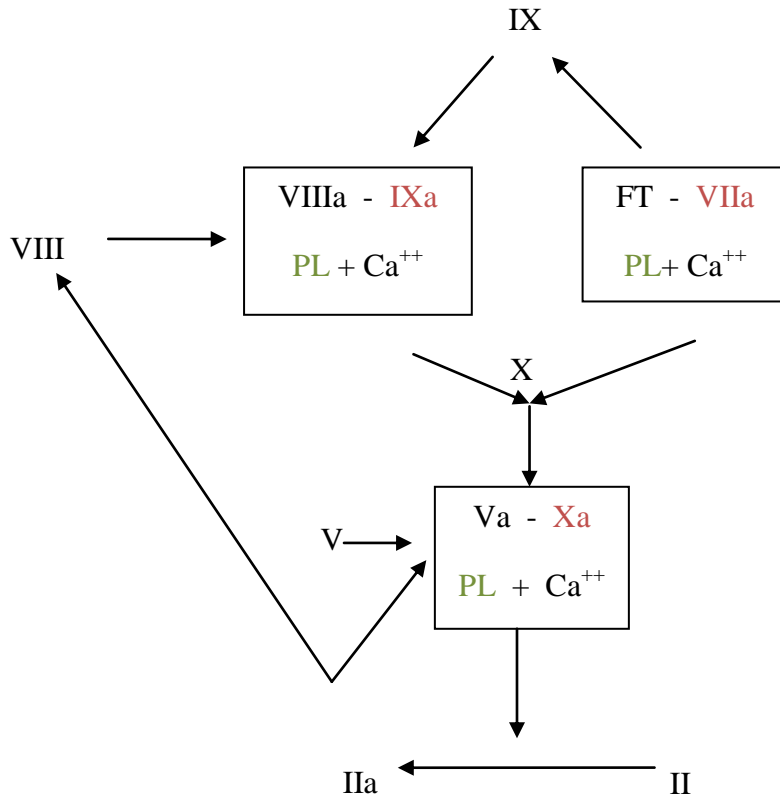 IX
VIIIa - IXa
PL + Ca++
FT - VIIa
PL+ Ca++
VIII
X
Va - Xa
PL + Ca++
V
IIa
II